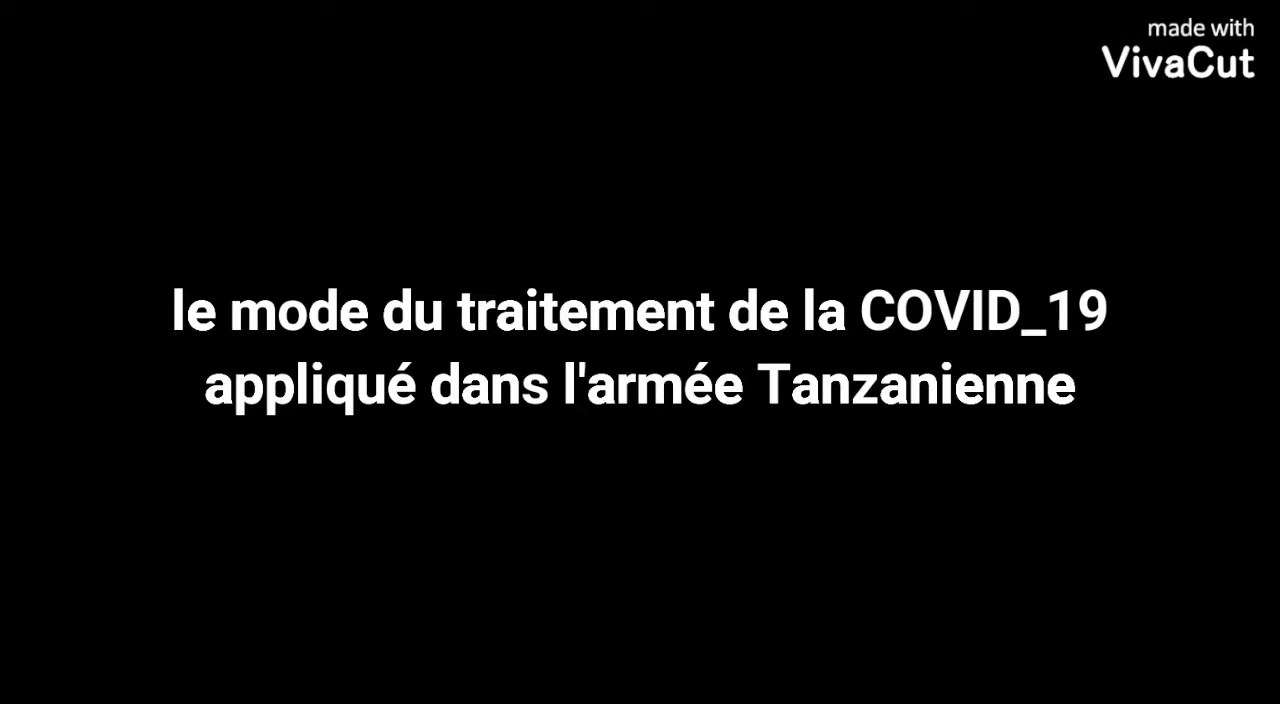 made with
VivaCut
le mode du traitement de la COVID_19
appliqué dans l'armée Tanzanienne